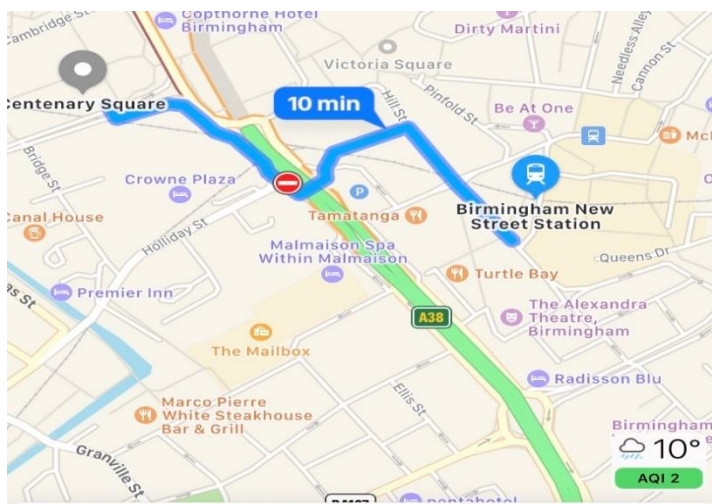 Cambridge St
Copthorne Hotel
Birmingham
Dirty Martini
Needless Alley
Cannon St
Victoria Square
Centenary Square
10 min
Hill St
Pinfold St
Be At One
Bridge St
Crowne Plaza
P
Tamatanga
Birmingham New
Street Station
Canal House
Holliday St
Malmaison Spa
Within Malmaison
Queens Dr
Turtle Bay
Premier Inn
A38
The Alexandra
Theatre,
Birmingham
The Mailbox
Radisson Blu
Ellis St
Marco Pierre
White Steakhouse
Bar & Grill
Birmingham
10°
Granville St
AQI 2
pentahotel